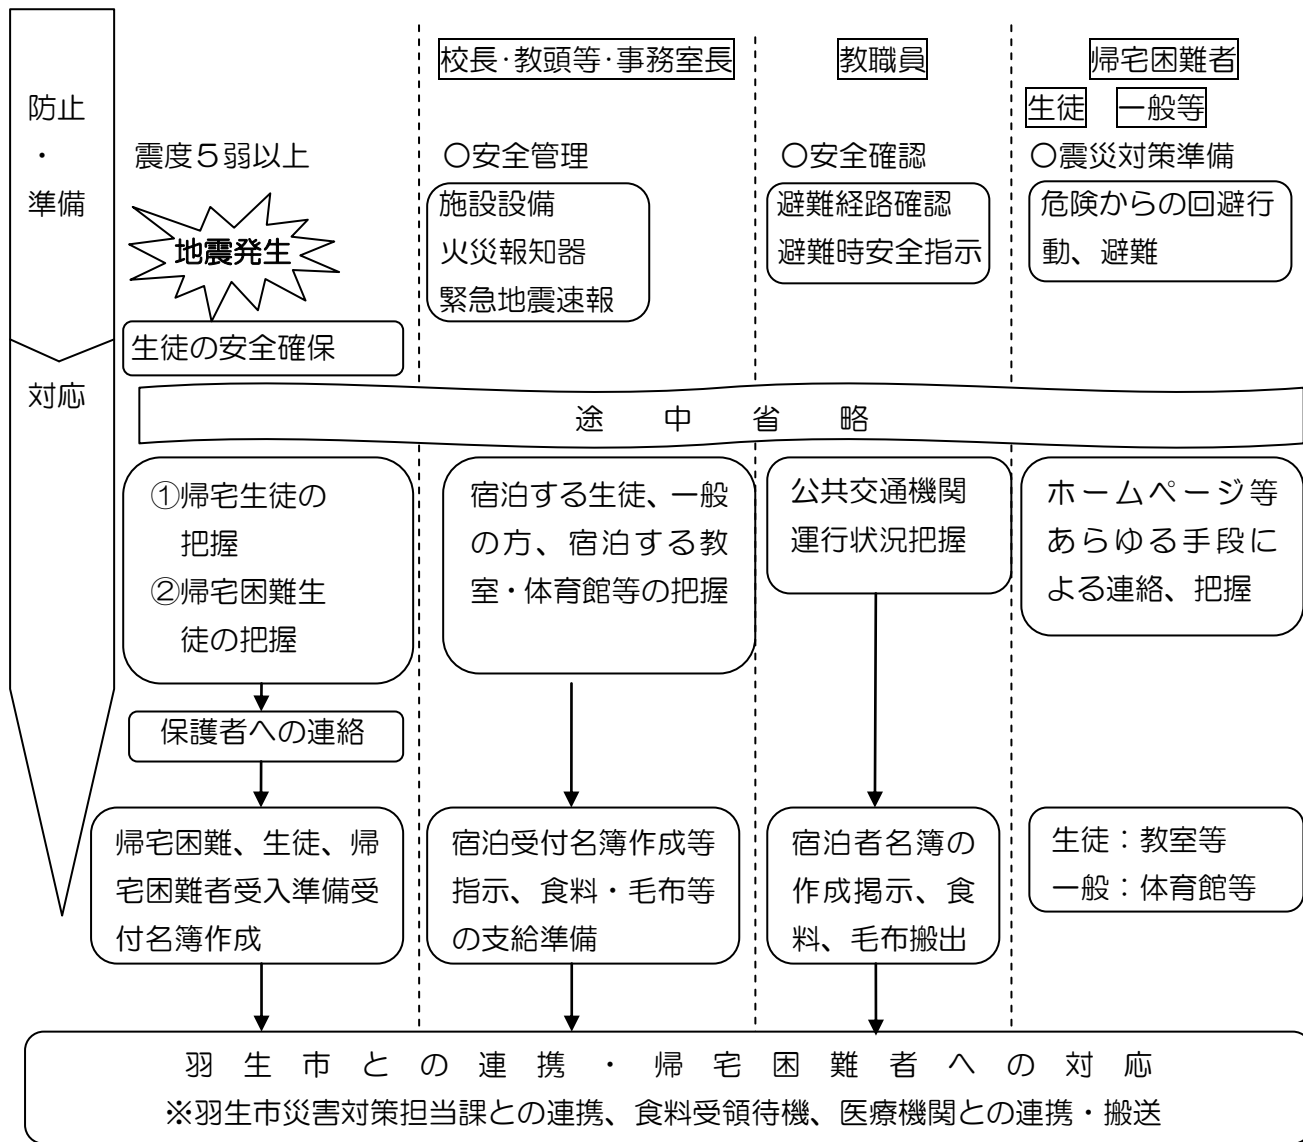 防止
・
準備
対応
校長・教頭等・事務室長
教職員
帰宅困難者
生徒
一般等
震度５弱以上
地震発生
生徒の安全確保
〇安全管理
施設設備
火災報知器
緊急地震速報
〇安全確認
避難経路確認
避難時安全指示
〇震災対策準備
危険からの回避行
動、避難
途中省略
①帰宅生徒の
把握
②帰宅困難生
徒の把握
保護者への連絡
帰宅困難、生徒、帰
宅困難者受入準備受
付名簿作成
宿泊する生徒、一般
の方、宿泊する教
室・体育館等の把握
宿泊受付名簿作成等
指示、食料・毛布等
の支給準備
公共交通機関
運行状況把握
宿泊者名簿の
作成掲示、食
料、毛布搬出
ホームページ等
あらゆる手段に
よる連絡、把握
生徒：教室等
一般：体育館等
羽生市との連携・帰宅困難者への対応
※羽生市災害対策担当課との連携、食料受領待機、医療機関との連携・搬送